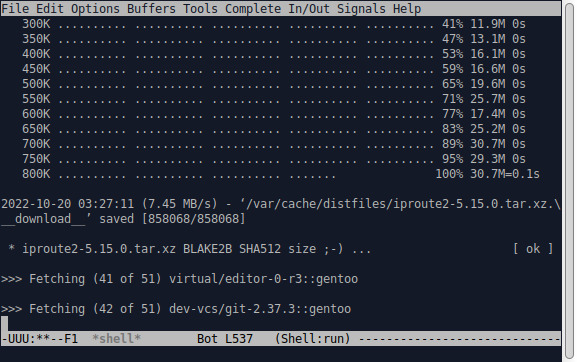 File Edit Options Buffers Tools Complete In/Out Signals Help
300K .......... .......... .......... .......... .......... 41% 11.9M 0s
350K .......... .......... .......... .......... .......... 47% 13.1M 0s
400K .......... .......... .......... .......... .......... 53% 16.1M 0s
450K .......... .......... .......... .......... .......... 59% 16.6M 0s
500K .......... .......... .......... .......... .......... 65% 19.6M 0s
550K .......... .......... .......... .......... .......... 71% 25.7M 0s
600K .......... .......... .......... .......... .......... 77% 17.4M 0s
650K .......... .......... .......... .......... .......... 83% 25.2M 0s
700K .......... .......... .......... .......... .......... 89% 30.7M 0s
750K .......... .......... .......... .......... .......... 95% 29.3M 0s
800K .......... .......... .......... .......              100% 30.7M=0.1s
2022-10-20 03:27:11 (7.45 MB/s) - ‘/var/cache/distfiles/iproute2-5.15.0.tar.xz.\
__download__’ saved [858068/858068]
* iproute2-5.15.0.tar.xz BLAKE2B SHA512 size ;-) ... [ ok ]
>>> Fetching (41 of 51) virtual/editor-0-r3::gentoo
>>> Fetching (42 of 51) dev-vcs/git-2.37.3::gentoo
-UUU:**--F1  *shell*        Bot L537   (Shell:run) ----------------------------